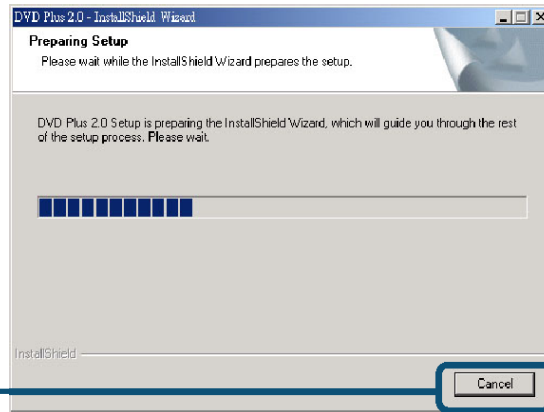 DVD Plus 2.0 - InstallShield Wizard
Preparing Setup
Please wait while the InstallShield Wizard prepares the setup.
DVD Plus 2.0 Setup is preparing the InstallShield Wizard, which will guide you through the rest
of the setup process. Please wait.
InstallShield
Cancel